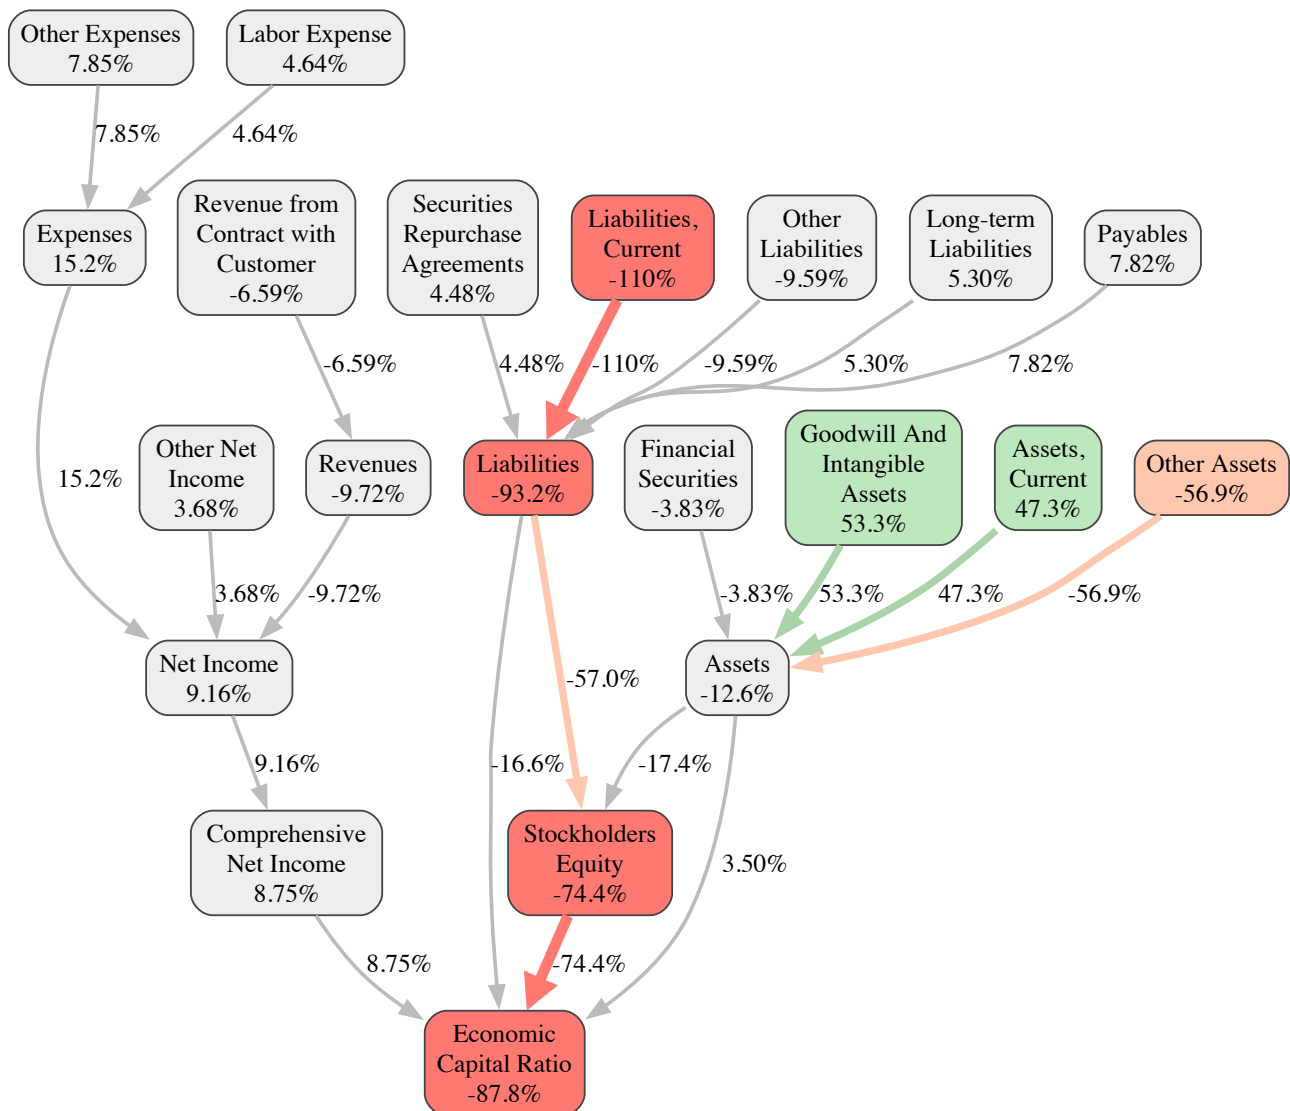 Other Expenses
7.85%
Labor Expense
4.64%
7.85%
4.64%
Expenses
15.2%
Revenue from
Contract with
Customer
-6.59%
Securities
Repurchase
Agreements
4.48%
Liabilities,
Current
-110%
Other
Liabilities
-9.59%
Long-term
Liabilities
5.30%
Payables
7.82%
-6.59%
4.48%
-110%
-9.59%
5.30%
7.82%
15.2%
Other Net
Income
3.68%
Revenues
-9.72%
Liabilities
-93.2%
Financial
Securities
-3.83%
Goodwill And
Intangible
Assets
53.3%
Assets,
Current
47.3%
Other Assets
-56.9%
3.68%
-9.72%
-3.83%
53.3%
47.3%
-56.9%
Net Income
9.16%
-57.0%
Assets
-12.6%
9.16%
-16.6%
-17.4%
Comprehensive
Net Income
8.75%
Stockholders
Equity
-74.4%
3.50%
8.75%
-74.4%
Economic
Capital Ratio
-87.8%